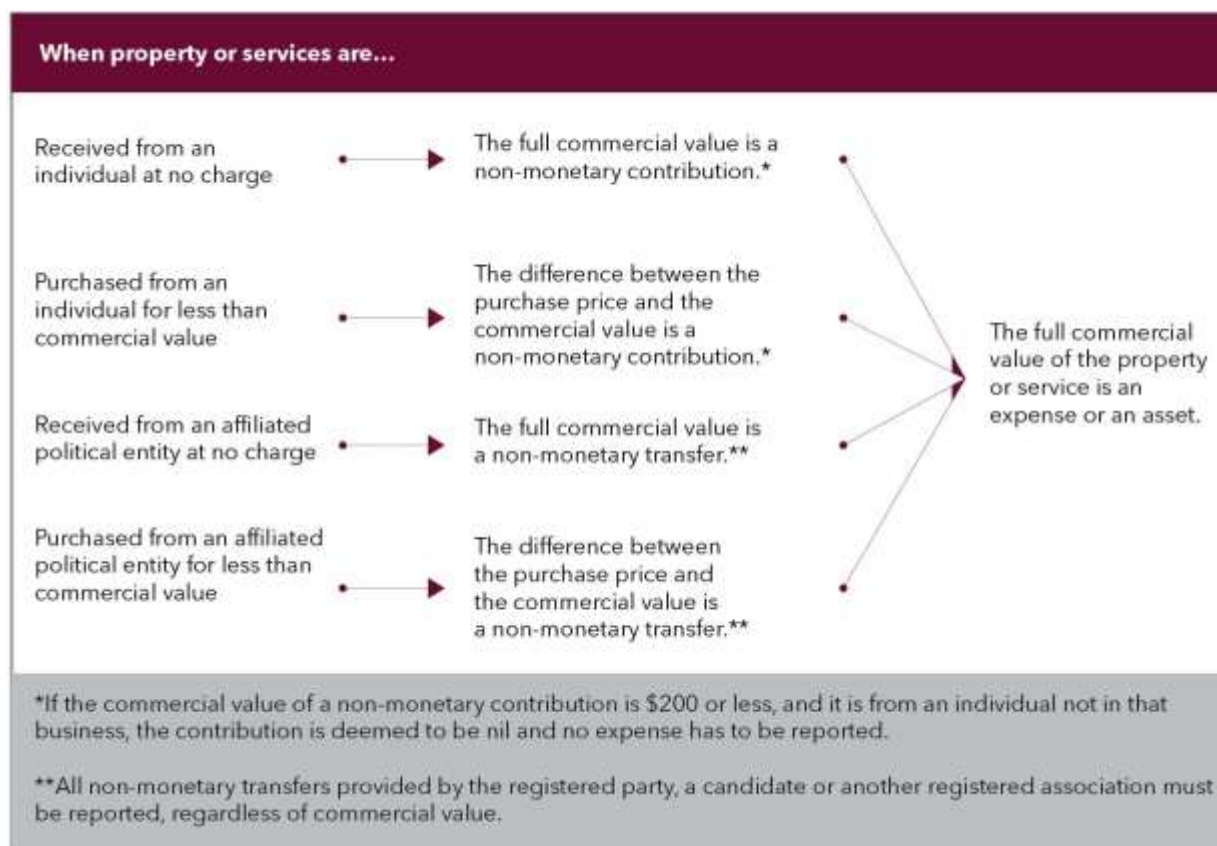 When property or services are...
Received from an
individual at no charge
The full commercial value is a
non-monetary contribution.*
Purchased from an
individual for less than
commercial value
The difference between the
purchase price and the
commercial value is a
non-monetary contribution.*
Received from an affiliated
political entity at no charge
The full commercial value is
a non-monetary transfer.**
Purchased from an affiliated
political entity for less than
commercial value
The difference between
the purchase price and
the commercial value is
a non-monetary transfer.**
The full commercial
value of the property
or service is an
expense or an asset.
*If the commercial value of a non-monetary contribution is $200 or less, and it is from an individual not in that
business, the contribution is deemed to be nil and no expense has to be reported.
**All non-monetary transfers provided by the registered party, a candidate or another registered association must
be reported, regardless of commercial value.